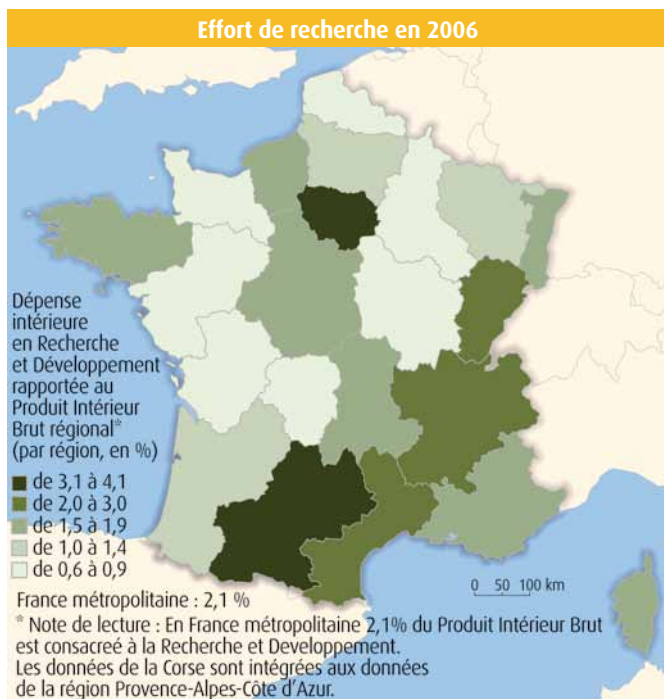 Effort de recherche en 2006
Dépense
intérieure
en Recherche
et Développement
rapportée au
Produit Intérieur
Brut régional*
(par région, en %)
de 3,1 à 4,1
de 2,0 à 3,0
de 1,5 à 1,9
de 1,0 à 1,4
de 0,6 à 0,9
0 50 100 km
France métropolitaine : 2,1 %
* Note de lecture : En France métropolitaine 2,1% du Produit Intérieur Brut
est consacreé à la Recherche et Developpement.
Les données de la Corse sont intégrées aux données
de la région Provence-Alpes-Côte d'Azur.